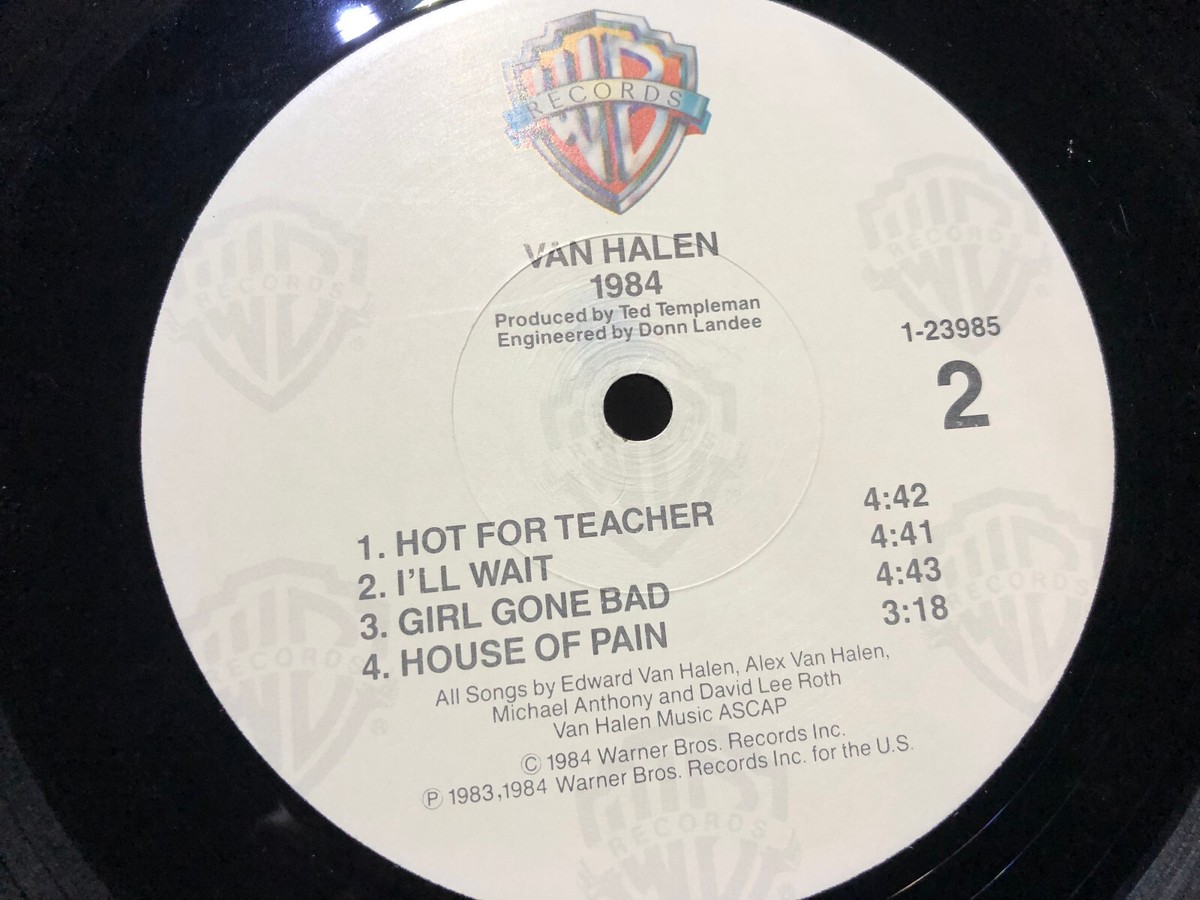 RECORDS
VAN HALEN
1984
Produced by Ted Templeman
Engineered by Donn Landee
1-23985
2
1. HOT FOR TEACHER 4:42
2. I'LL WAIT 4:41
3. GIRL GONE BAD 4:43
4. HOUSE OF PAIN 3:18
All Songs by Edward Van Halen, Alex Van Halen,
Michael Anthony and David Lee Roth
Van Halen Music ASCAP
© 1984 Warner Bros. Records Inc.
℗ 1983,1984 Warner Bros. Records Inc. for the U.S.